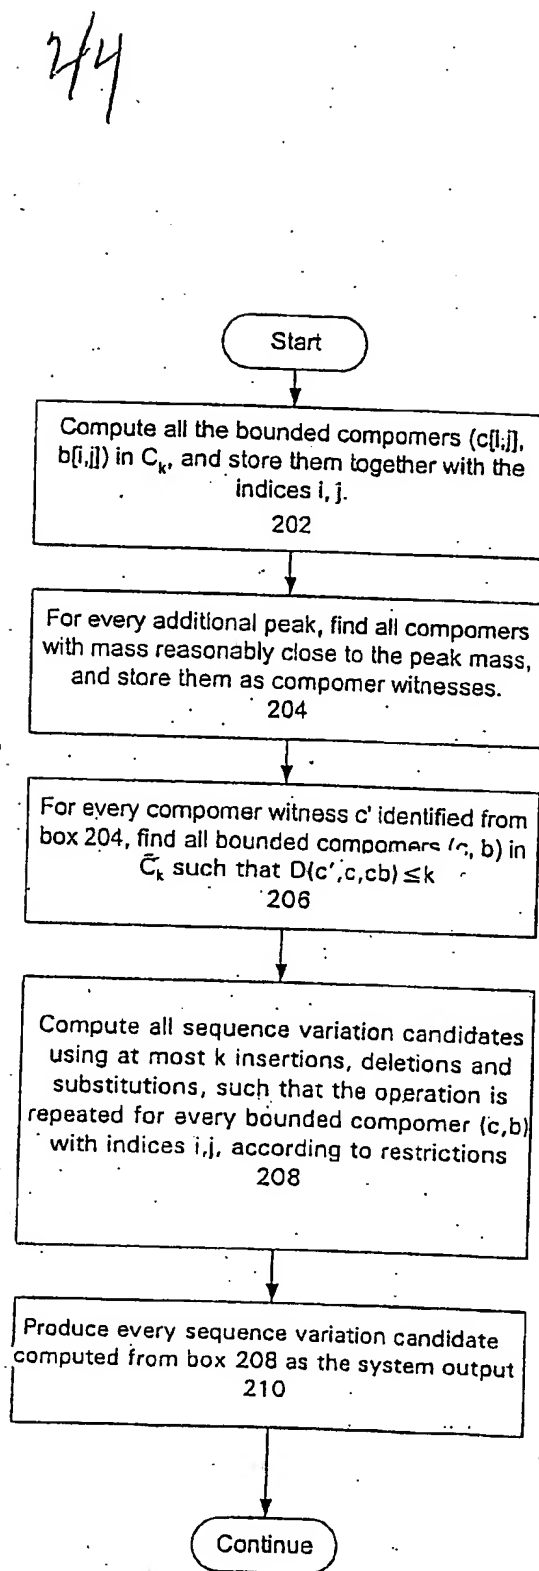 2/4
Start
Compute all the bounded compomers (c[i,j],
b[i,j]) in Cₖ, and store them together with the
indices i, j.
202
For every additional peak, find all compomers
with mass reasonably close to the peak mass,
and store them as compomer witnesses.
204
For every compomer witness c' identified from
box 204, find all bounded compomers (c, b) in
C̄ₖ such that D(c',c,cb) ≤ k
206
Compute all sequence variation candidates
using at most k insertions, deletions and
substitutions, such that the operation is
repeated for every bounded compomer (c,b)
with indices i,j, according to restrictions
208
Produce every sequence variation candidate
computed from box 208 as the system output
210
Continue